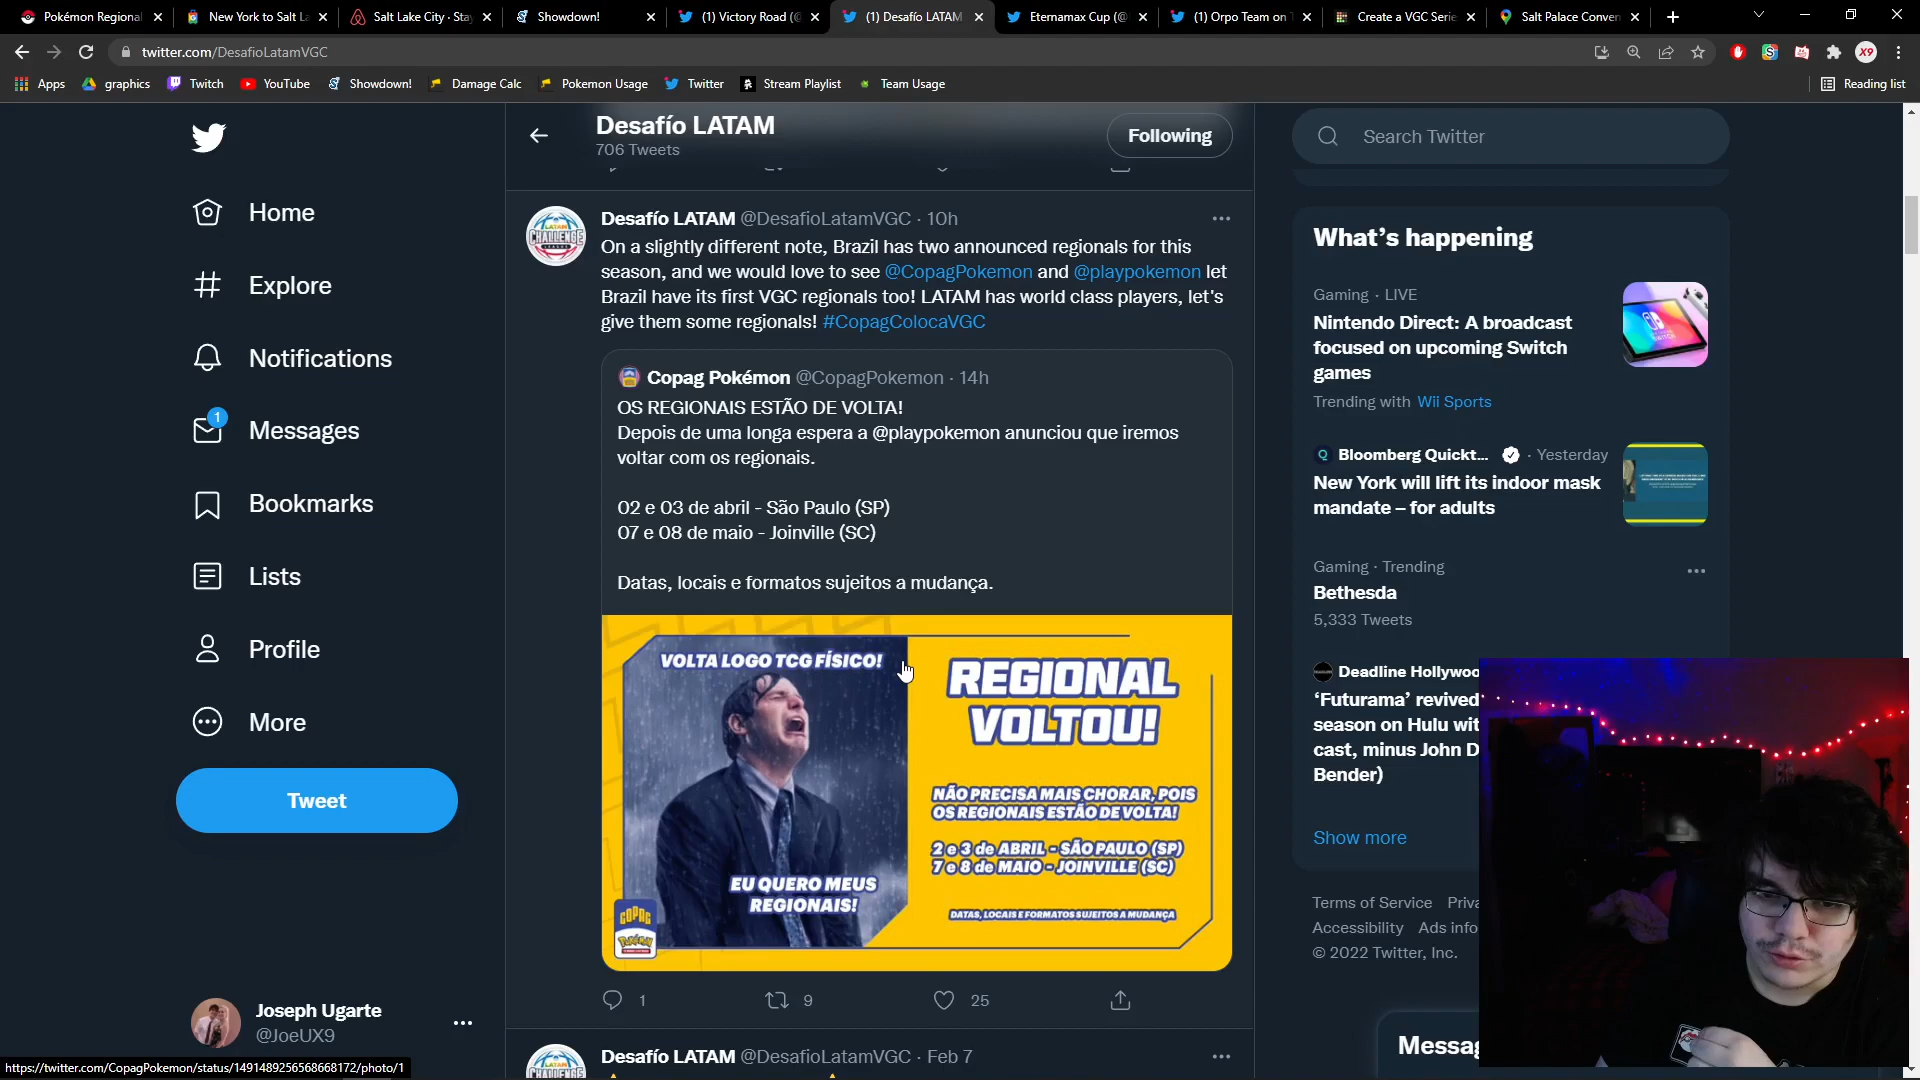 Pokémon Regional
New York to Salt La
Salt Lake City · Stay
Showdown!
(1) Victory Road (@
(1) Desafío LATAM
Eternamax Cup (@
(1) Orpo Team on T
Create a VGC Serie
Salt Palace Conven
twitter.com/DesafioLatamVGC
X9
Apps
graphics
Twitch
YouTube
Showdown!
Damage Calc
Pokemon Usage
Twitter
Stream Playlist
Team Usage
Reading list
Home
Explore
Notifications
1
Messages
Bookmarks
Lists
Profile
More
Tweet
Joseph Ugarte
@JoeUX9
https://twitter.com/CopagPokemon/status/1491489256568668172/photo/1
Desafío LATAM
706 Tweets
Following
Desafío LATAM @DesafioLatamVGC · 10h
On a slightly different note, Brazil has two announced regionals for this
season, and we would love to see @CopagPokemon and @playpokemon let
Brazil have its first VGC regionals too! LATAM has world class players, let's
give them some regionals! #CopagColocaVGC
LATAM
CHALLENGE
Copag Pokémon @CopagPokemon · 14h
OS REGIONAIS ESTÃO DE VOLTA!
Depois de uma longa espera a @playpokemon anunciou que iremos
voltar com os regionais.
02 e 03 de abril - São Paulo (SP)
07 e 08 de maio - Joinville (SC)
Datas, locais e formatos sujeitos a mudança.
VOLTA LOGO TCG FÍSICO!
EU QUERO MEUS
REGIONAIS!
COPAG
Pokémon
REGIONAL
VOLTOU!
NÃO PRECISA MAIS CHORAR, POIS
OS REGIONAIS ESTÃO DE VOLTA!
2 e 3 de ABRIL - SÃO PAULO (SP)
7 e 8 de MAIO - JOINVILLE (SC)
DATAS, LOCAIS E FORMATOS SUJEITOS A MUDANÇA
1
9
25
Desafío LATAM @DesafioLatamVGC · Feb 7
Search Twitter
What's happening
Gaming · LIVE
Nintendo Direct: A broadcast
focused on upcoming Switch
games
Trending with Wii Sports
Bloomberg Quickt... · Yesterday
New York will lift its indoor mask
mandate – for adults
Gaming · Trending
Bethesda
5,333 Tweets
Deadline Hollywoo
‘Futurama’ revived
season on Hulu wit
cast, minus John D
Bender)
Show more
Terms of Service Priva
Accessibility Ads info
© 2022 Twitter, Inc.
Messag